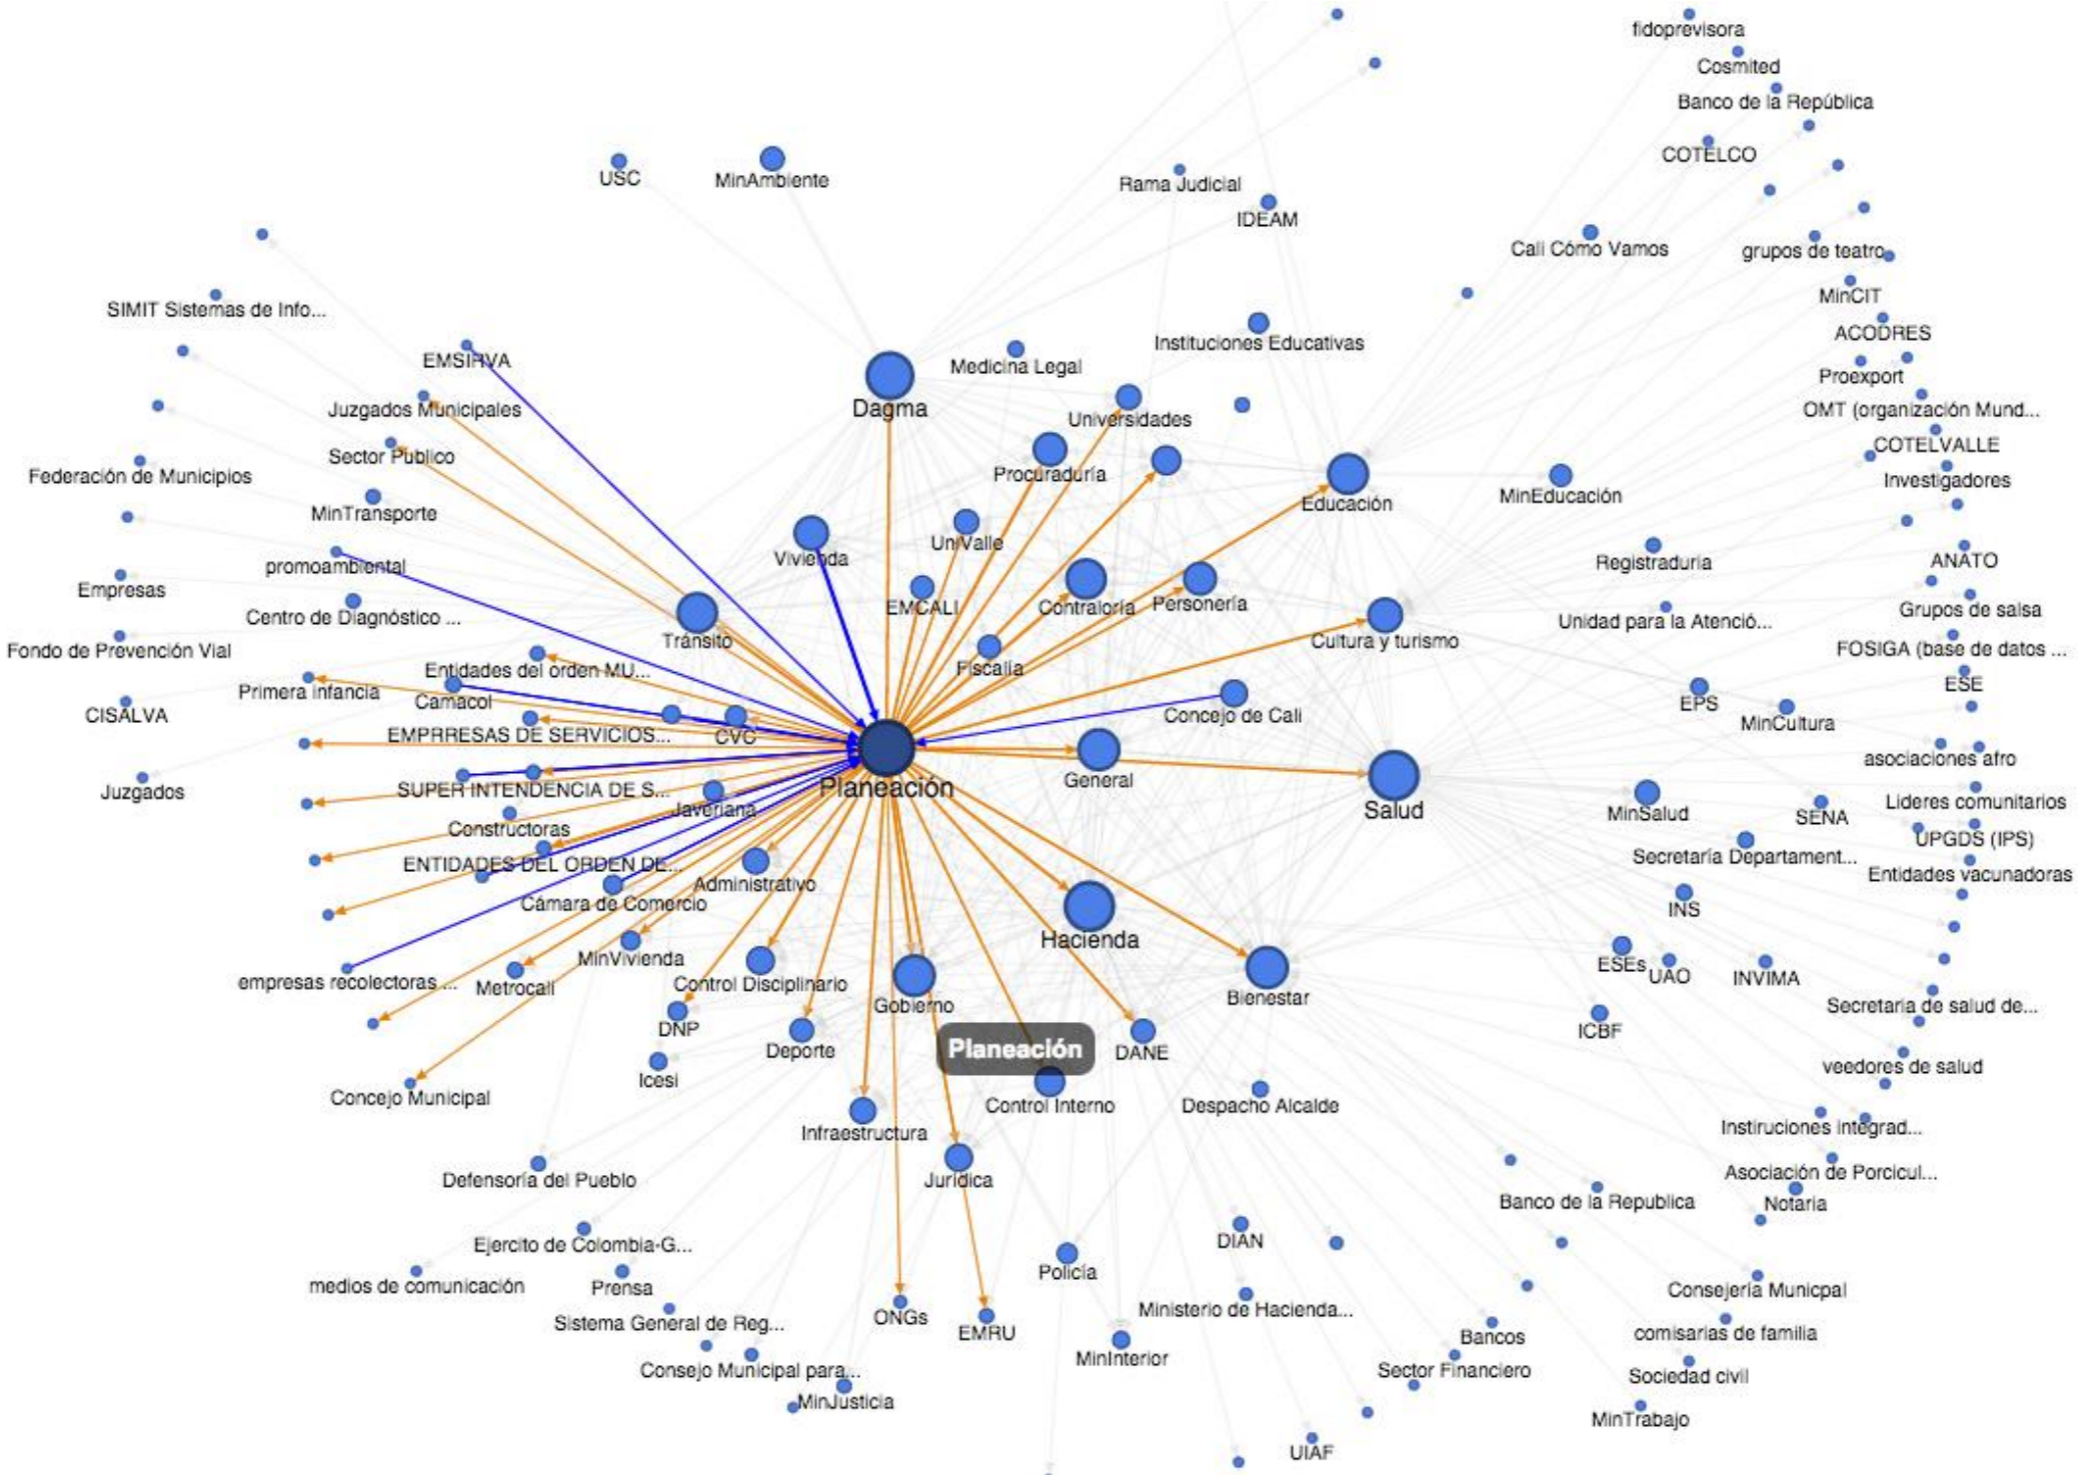 fidoprevisora
Cosmited
Banco de la República
COTELCO
USC
MinAmbiente
Rama Judicial
IDEAM
Cali Cómo Vamos
grupos de teatro
MinCIT
SIMIT Sistemas de Info...
ACODRES
Instituciones Educativas
EMSIRVA
Medicina Legal
Proexport
Juzgados Municipales
Dagma
Universidades
OMT (organización Mund...
COTELVALLE
Sector Publico
Federación de Municipios
Procuraduría
Investigadores
MinEducación
Educación
MinTransporte
UniValle
Vivienda
ANATO
promoambiental
Registraduria
Empresas
EMCALI
Contraloría
Personería
Grupos de salsa
Centro de Diagnóstico ...
Unidad para la Atenció...
Tránsito
Cultura y turismo
Fondo de Prevención Vial
FOSIGA (base de datos ...
Entidades del orden MU...
Fiscalía
ESE
Primera infancia
Camacol
EPS
CISALVA
Concejo de Cali
MinCultura
EMPRRESAS DE SERVICIOS...
CVC
asociaciones afro
General
Planeación
Juzgados
SUPER INTENDENCIA DE S...
Javeriana
Salud
MinSalud
SENA
Lideres comunitarios
Constructoras
UPGDS (IPS)
Secretaría Departament...
ENTIDADES DEL ORDEN DE...
Administrativo
Entidades vacunadoras
Cámara de Comercio
INS
Hacienda
MinVivienda
ESEs
UAO
INVIMA
empresas recolectoras ...
Metrocali
Control Disciplinario
Gobierno
Bienestar
Secretaria de salud de...
DNP
ICBF
Deporte
Planeación
DANE
Icesi
veedores de salud
Concejo Municipal
Control Interno
Despacho Alcalde
Infraestructura
Instiruciones integrad...
Defensoría del Pueblo
Jurídica
Asociación de Porcicul...
Banco de la Republica
Notaria
Ejercito de Colombia-G...
DIAN
Policía
medios de comunicación
Prensa
Consejería Municpal
Ministerio de Hacienda...
ONGs
Sistema General de Reg...
EMRU
Bancos
comisarias de familia
MinInterior
Consejo Municipal para...
Sector Financiero
Sociedad civil
MinJusticia
MinTrabajo
UIAF